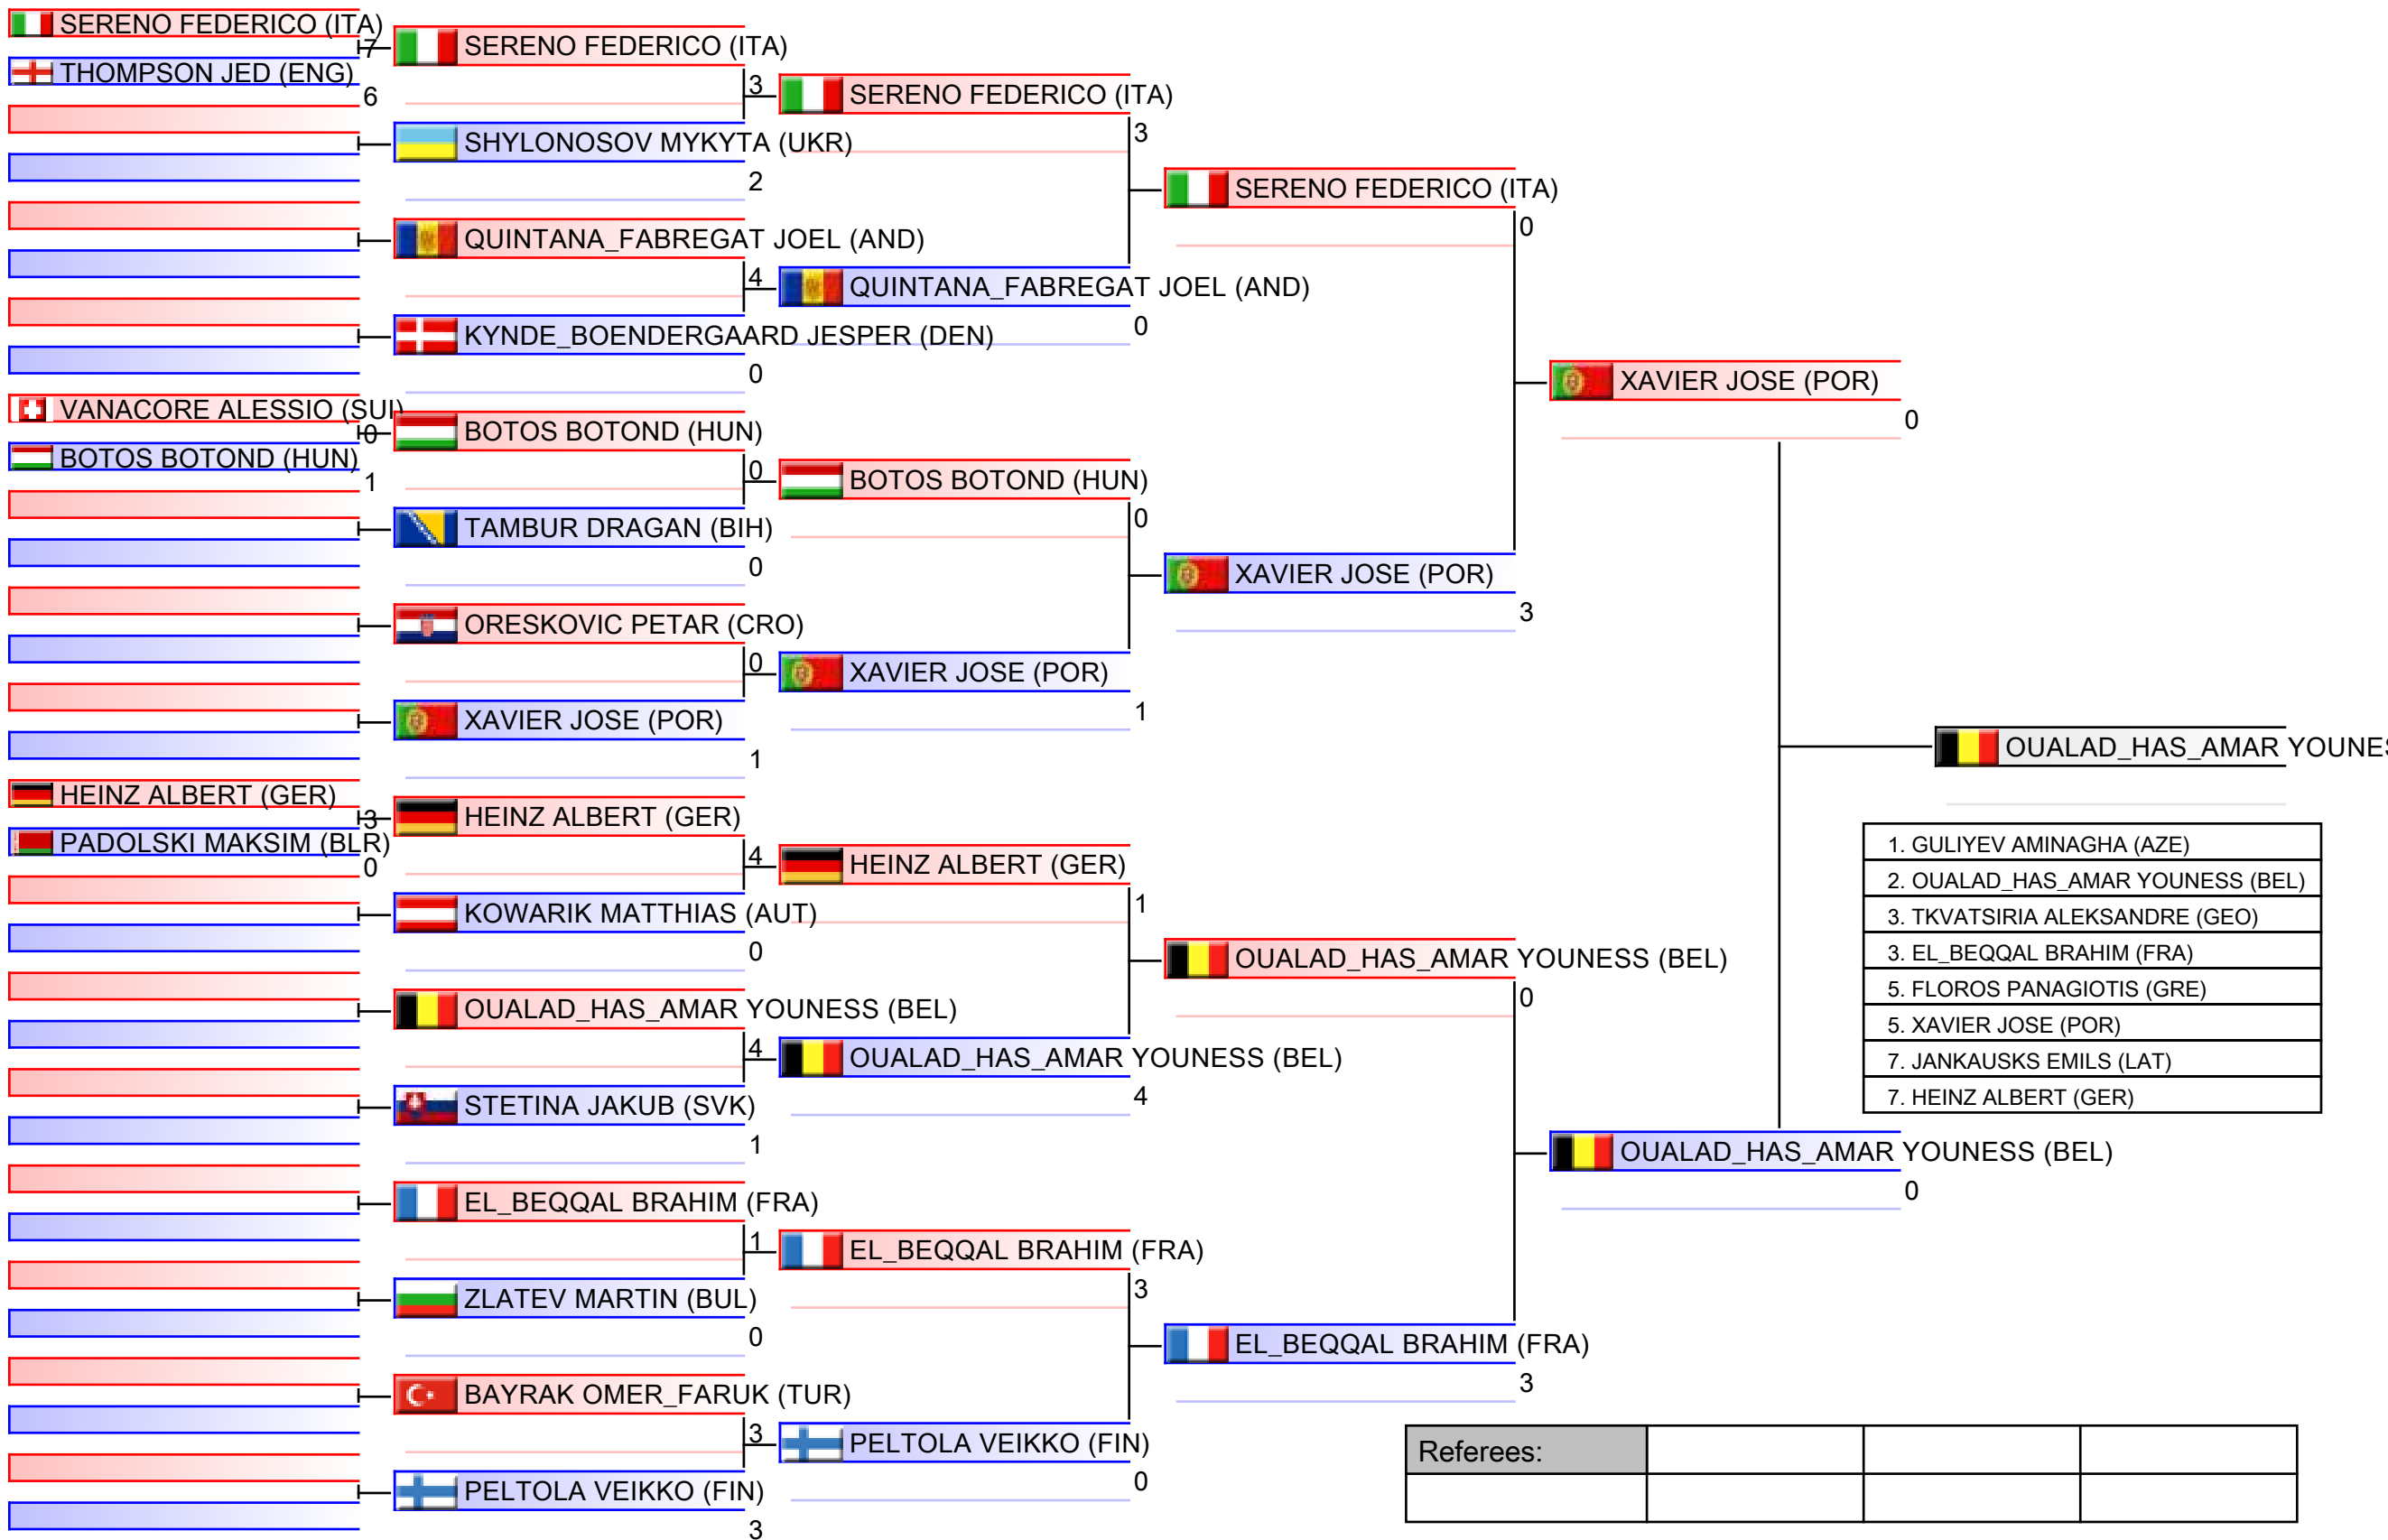 SERENO FEDERICO (ITA)
7
THOMPSON JED (ENG)
6
VANACORE ALESSIO (SUI)
0
BOTOS BOTOND (HUN)
1
HEINZ ALBERT (GER)
3
PADOLSKI MAKSIM (BLR)
0
SERENO FEDERICO (ITA)
3
SHYLONOSOV MYKYTA (UKR)
2
QUINTANA_FABREGAT JOEL (AND)
4
KYNDE_BOENDERGAARD JESPER (DEN)
0
BOTOS BOTOND (HUN)
0
TAMBUR DRAGAN (BIH)
0
ORESKOVIC PETAR (CRO)
0
XAVIER JOSE (POR)
1
HEINZ ALBERT (GER)
4
KOWARIK MATTHIAS (AUT)
0
OUALAD_HAS_AMAR YOUNESS (BEL)
4
STETINA JAKUB (SVK)
1
EL_BEQQAL BRAHIM (FRA)
1
ZLATEV MARTIN (BUL)
0
BAYRAK OMER_FARUK (TUR)
3
PELTOLA VEIKKO (FIN)
3
SERENO FEDERICO (ITA)
3
QUINTANA_FABREGAT JOEL (AND)
0
BOTOS BOTOND (HUN)
0
XAVIER JOSE (POR)
1
HEINZ ALBERT (GER)
1
OUALAD_HAS_AMAR YOUNESS (BEL)
4
EL_BEQQAL BRAHIM (FRA)
3
PELTOLA VEIKKO (FIN)
0
SERENO FEDERICO (ITA)
0
XAVIER JOSE (POR)
3
OUALAD_HAS_AMAR YOUNESS (BEL)
0
EL_BEQQAL BRAHIM (FRA)
3
XAVIER JOSE (POR)
0
OUALAD_HAS_AMAR YOUNESS (BEL)
0
OUALAD_HAS_AMAR YOUNES
1. GULIYEV AMINAGHA (AZE)
2. OUALAD_HAS_AMAR YOUNESS (BEL)
3. TKVATSIRIA ALEKSANDRE (GEO)
3. EL_BEQQAL BRAHIM (FRA)
5. FLOROS PANAGIOTIS (GRE)
5. XAVIER JOSE (POR)
7. JANKAUSKS EMILS (LAT)
7. HEINZ ALBERT (GER)
Referees: